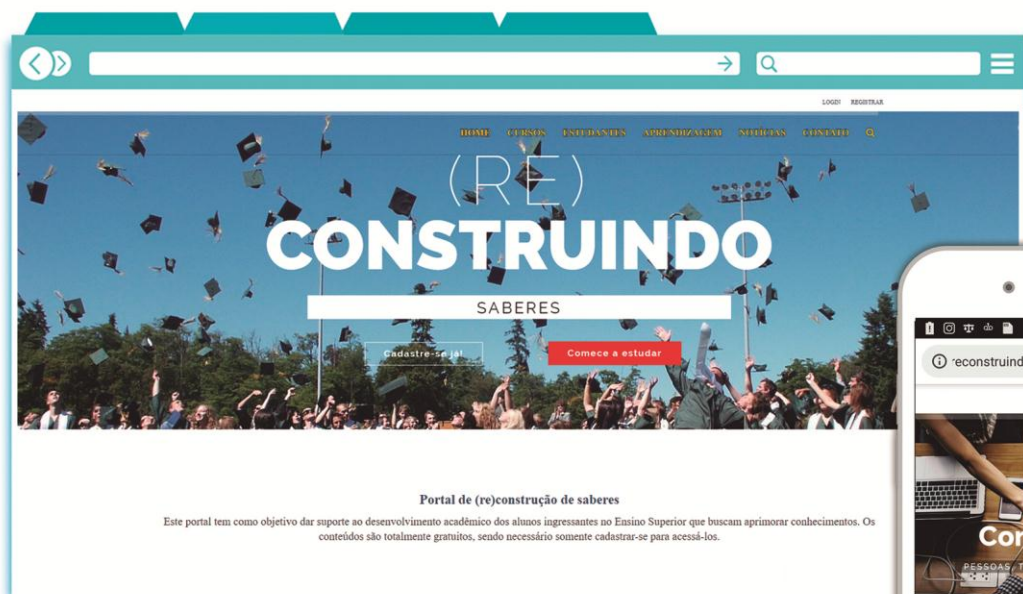 LOGIN REGISTRAR
HOME CURSOS ESTUDANTES APRENDIZAGEM NOTÍCIAS CONTATO
(RE)
CONSTRUINDO
SABERES
Cadastre-se já!
Comece a estudar
Portal de (re)construção de saberes
Este portal tem como objetivo dar suporte ao desenvolvimento acadêmico dos alunos ingressantes no Ensino Superior que buscam aprimorar conhecimentos. Os
conteúdos são totalmente gratuitos, sendo necessário somente cadastrar-se para acessá-los.
reconstruind
Con
PESSOAS, T